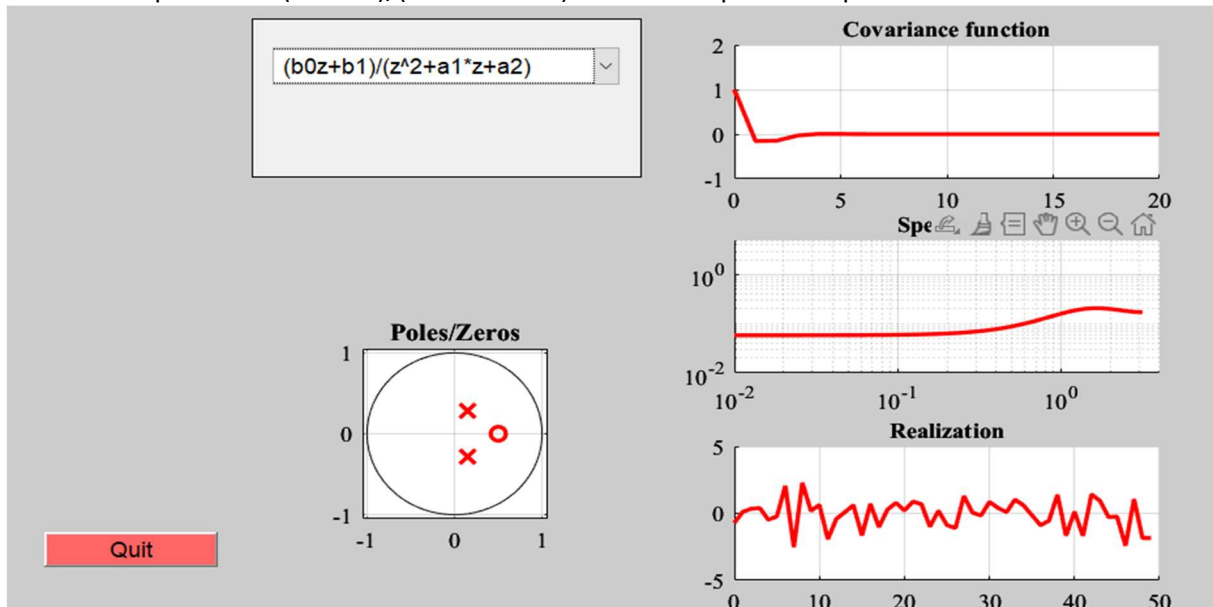 (b0z+b1)/(z^2+a1*z+a2)
Covariance function
2
1
0
-1
0 5 10 15 20
Spe
10^0
10^-2
10^-2 10^-1 10^0
Poles/Zeros
1
0
-1
-1 0 1
Realization
5
0
-5
0 10 20 30 40 50
Quit